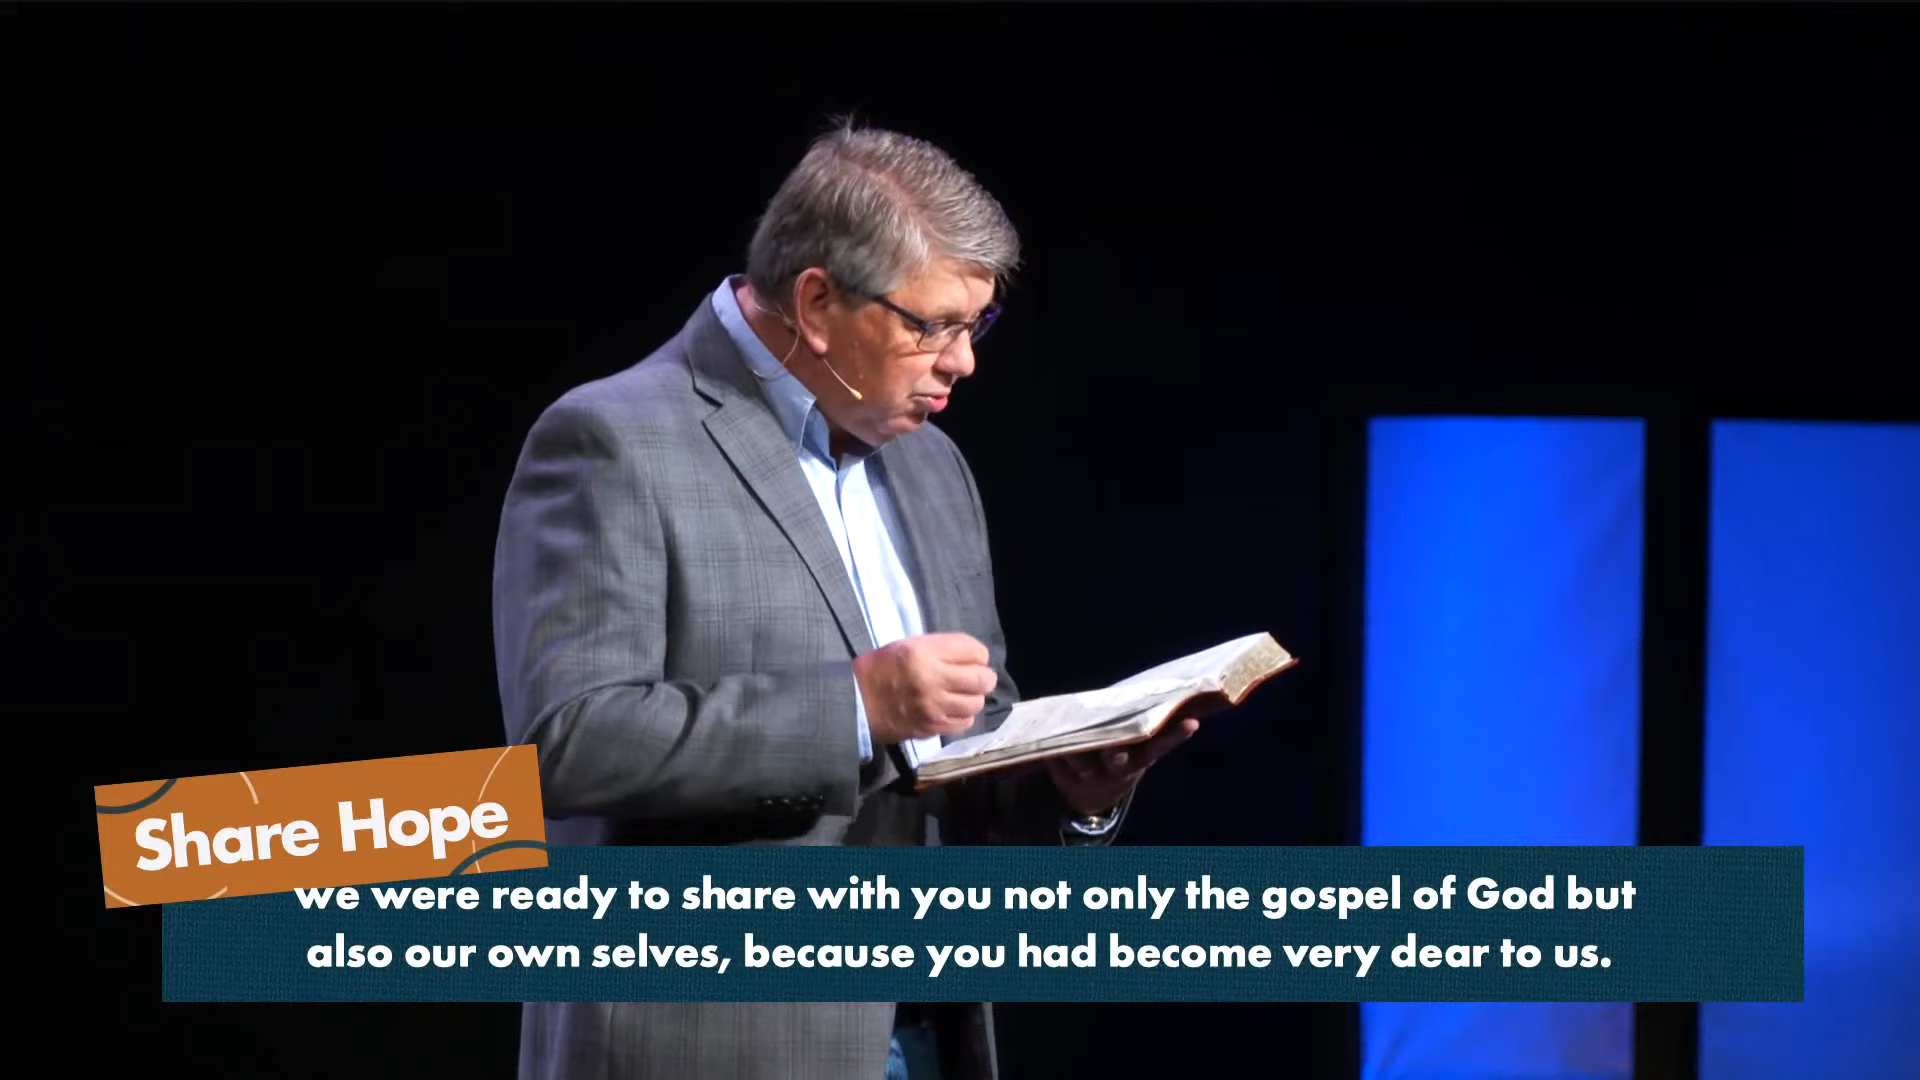 Share Hope
we were ready to share with you not only the gospel of God but
also our own selves, because you had become very dear to us.